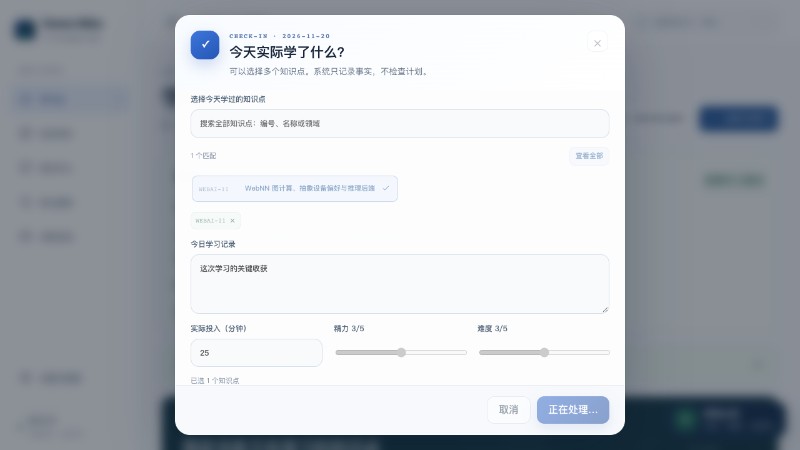 CHECK-IN · 2026-11-20
今天实际学了什么?
可以选择多个知识点。系统只记录事实，不检查计划。
选择今天学过的知识点
搜索全部知识点：编号、名称或领域
1 个匹配
查看全部
WEBAI-11 WebNN 图计算、抽象设备偏好与推理后端 ✓
WEBAI-11 ×
今日学习记录
这次学习的关键收获
实际投入（分钟）
精力 3/5
难度 3/5
25
已选 1 个知识点
取消
正在处理…